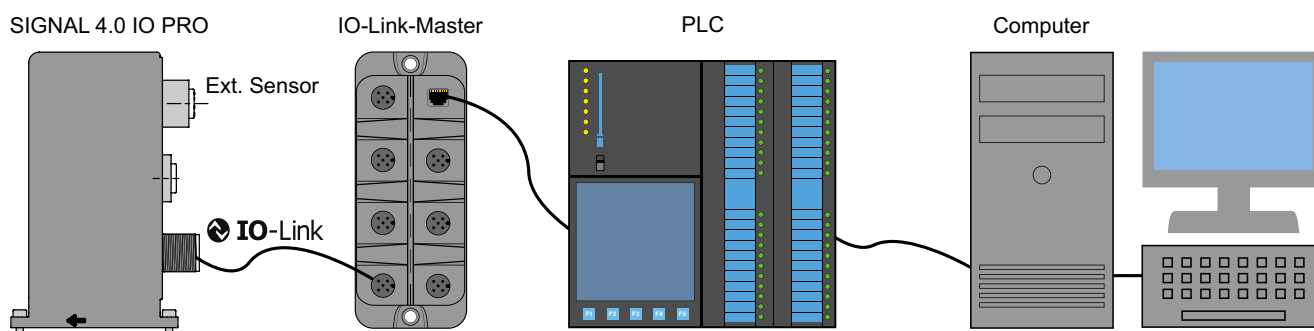 SIGNAL 4.0 IO PRO
IO-Link-Master
PLC
Computer
Ext. Sensor
IO-Link
F1 F2 F3 F4 F5